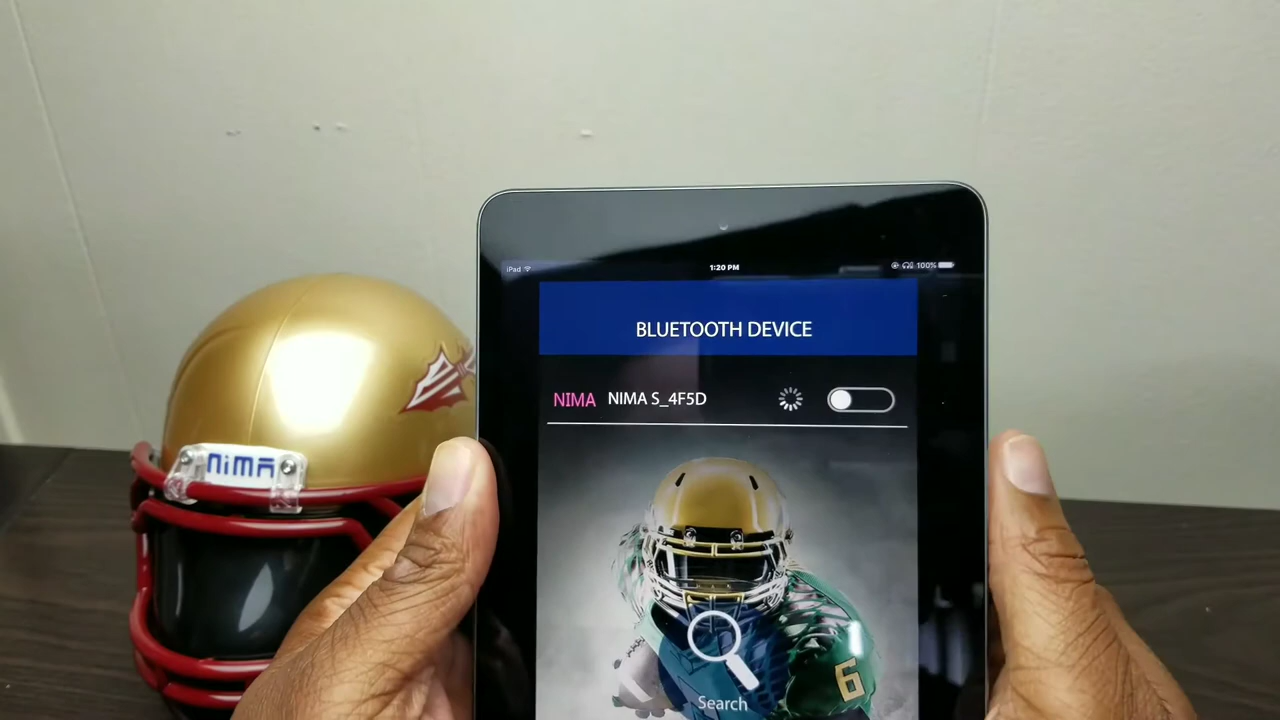 iPad
1:20 PM
100%
BLUETOOTH DEVICE
NIMA NIMA S_4F5D
nima
6
Search